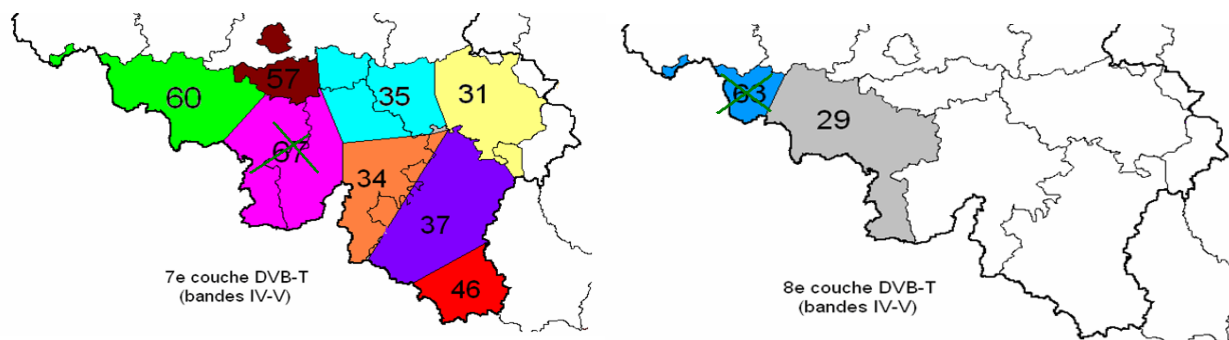 60
57
35
31
67
34
37
46
7e couche DVB-T
(bandes IV-V)
63
29
8e couche DVB-T
(bandes IV-V)